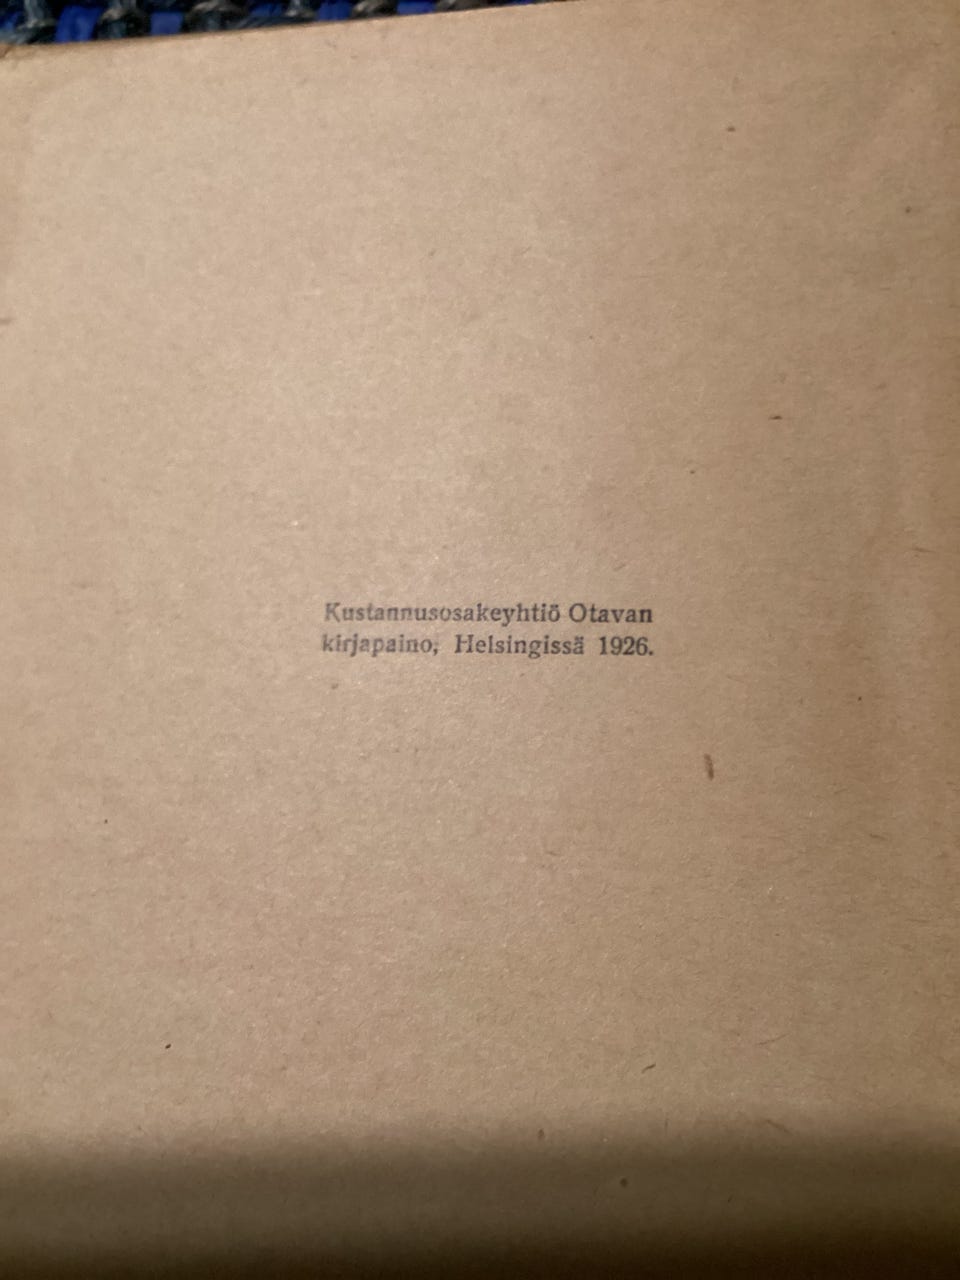 Kustannusosakeyhtiö Otavan
kirjapaino, Helsingissä 1926.